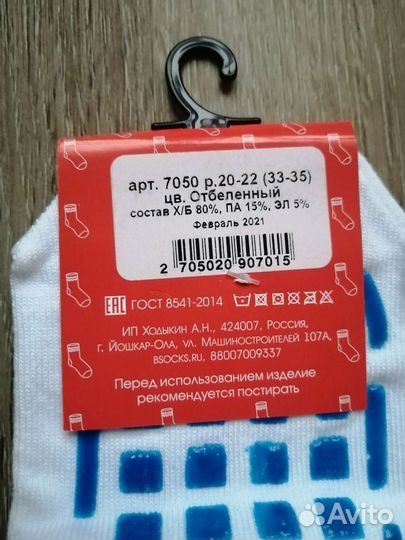 арт. 7050 р.20-22 (33-35)
цв. Отбеленный
состав Х/Б 80%, ПА 15%, ЭЛ 5%
Февраль 2021
2 705020 907015
EAC ГОСТ 8541-2014
ИП Ходыкин А.Н., 424007, Россия,
г. Йошкар-Ола, ул. Машиностроителей 107А,
BSOCKS.RU, 88007009337
Перед использованием изделие
рекомендуется постирать
Avito